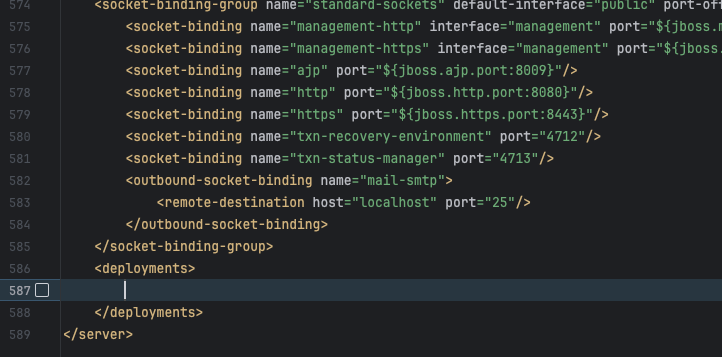 574 <socket-binding-group name="standard-sockets" default-interface="public" port-off
575 <socket-binding name="management-http" interface="management" port="${jboss.m
576 <socket-binding name="management-https" interface="management" port="${jboss.
577 <socket-binding name="ajp" port="${jboss.ajp.port:8009}"/>
578 <socket-binding name="http" port="${jboss.http.port:8080}"/>
579 <socket-binding name="https" port="${jboss.https.port:8443}"/>
580 <socket-binding name="txn-recovery-environment" port="4712"/>
581 <socket-binding name="txn-status-manager" port="4713"/>
582 <outbound-socket-binding name="mail-smtp">
583 <remote-destination host="localhost" port="25"/>
584 </outbound-socket-binding>
585 </socket-binding-group>
586 <deployments>
587
588 </deployments>
589 </server>